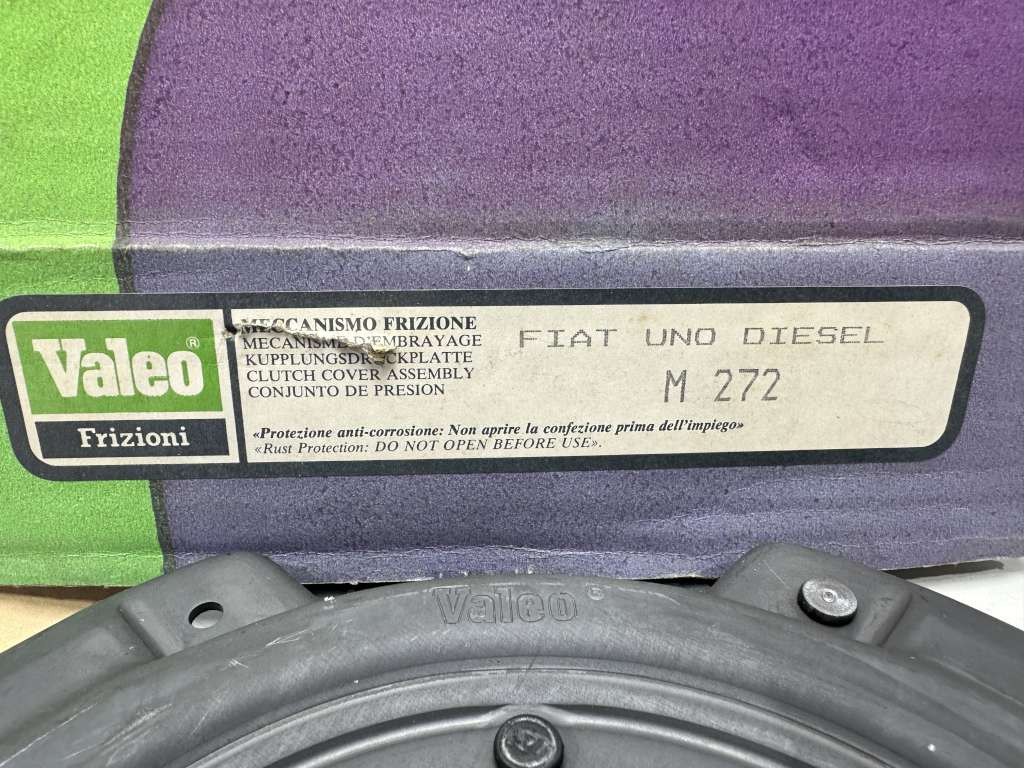 Valeo®
Frizioni
MECCANISMO FRIZIONE
MECANISME D'EMBRAYAGE
KUPPLUNGSDRUCKPLATTE
CLUTCH COVER ASSEMBLY
CONJUNTO DE PRESION
«Protezione anti-corrosione: Non aprire la confezione prima dell'impiego»
«Rust Protection: DO NOT OPEN BEFORE USE».
FIAT UNO DIESEL
M 272
Valeo®